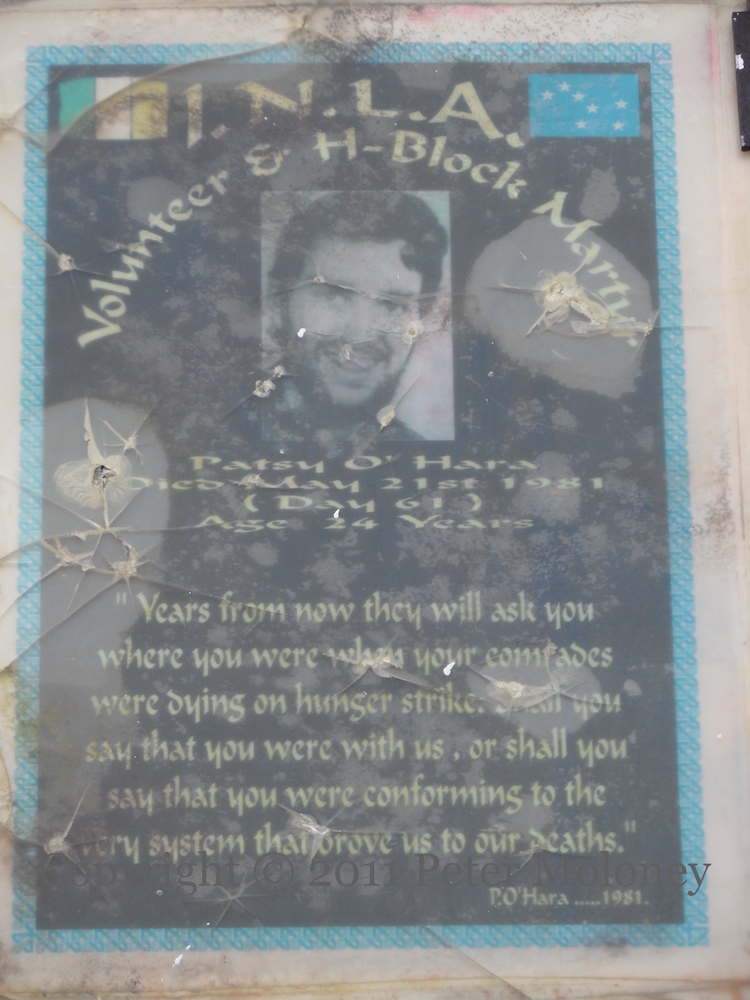 I.N.L.A.
Volunteer & H-Block Martyr.
Patsy O' Hara
Died May 21st 1981
( Day 61 )
Age 24 Years
" Years from now they will ask you
where you were when your comrades
were dying on hunger strike. Shall you
say that you were with us , or shall you
say that you were conforming to the
very system that drove us to our deaths."
Copyright © 2011 Peter Moloney
P.O'Hara .....1981.